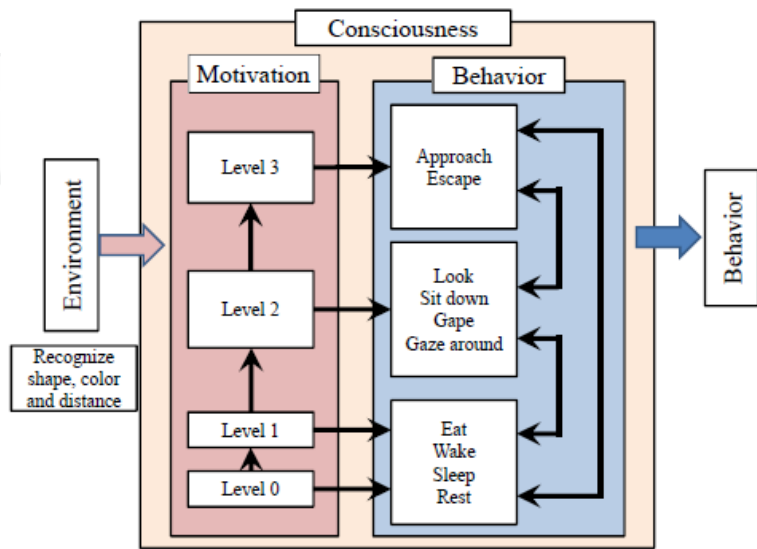 Consciousness
Motivation
Behavior
Environment
Recognize
shape, color
and distance
Level 3
Level 2
Level 1
Level 0
Approach
Escape
Look
Sit down
Gape
Gaze around
Eat
Wake
Sleep
Rest
Behavior